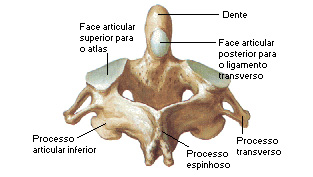 Dente
Face articular
superior para
o atlas
Face articular
posterior para
o ligamento
transverso
Processo
articular inferior
Processo
espinhoso
Processo
transverso